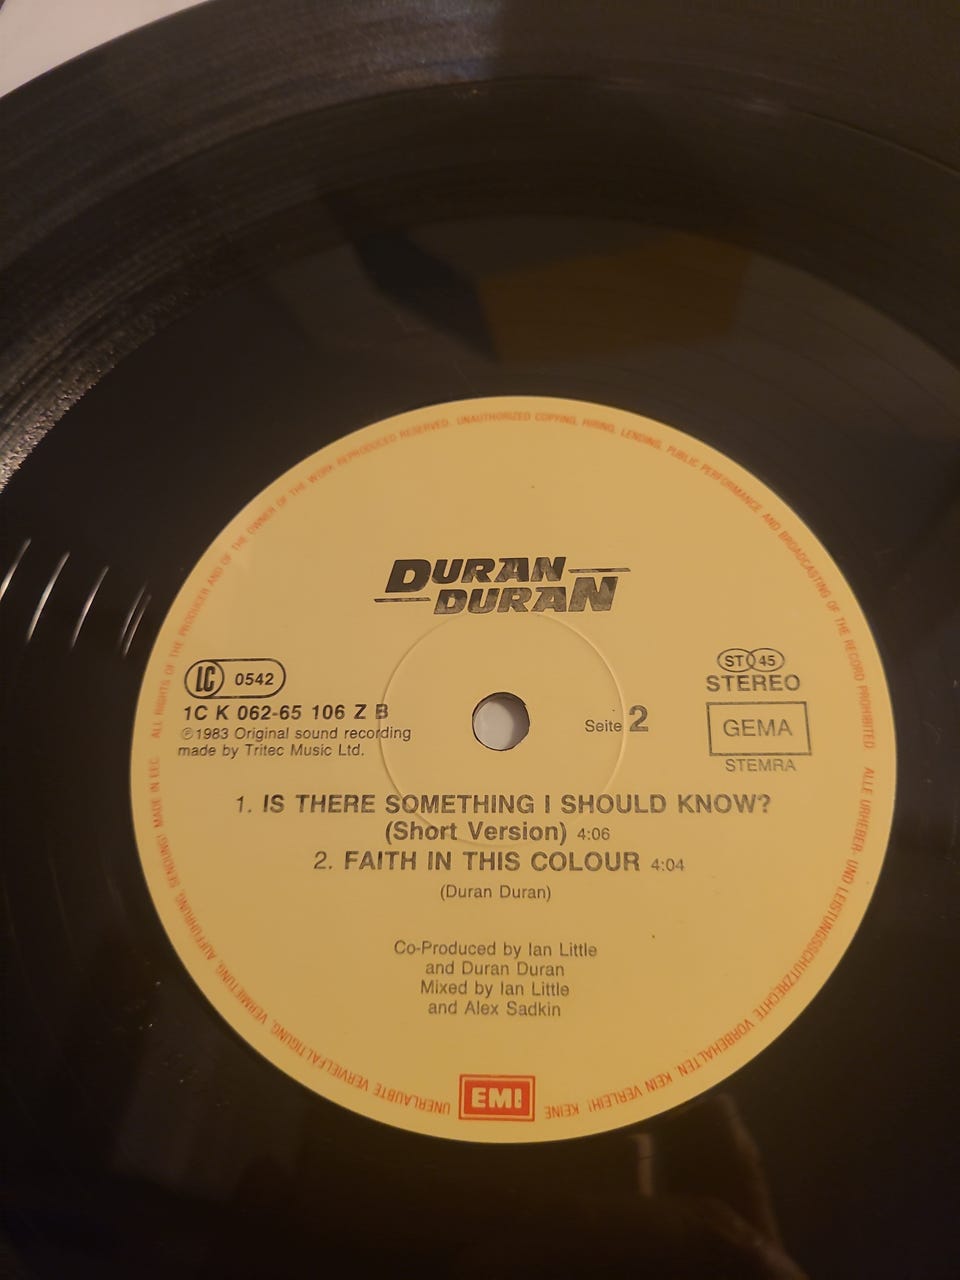 DURAN
DURAN
LC 0542
1C K 062-65 106 Z B
℗1983 Original sound recording
made by Tritec Music Ltd.
Seite 2
ST 45
STEREO
GEMA
STEMRA
1. IS THERE SOMETHING I SHOULD KNOW?
(Short Version) 4:06
2. FAITH IN THIS COLOUR 4:04
(Duran Duran)
Co-Produced by Ian Little
and Duran Duran
Mixed by Ian Little
and Alex Sadkin
EMI
ALL RIGHTS OF THE PRODUCER AND OF THE OWNER OF THE WORK REPRODUCED RESERVED. UNAUTHORIZED COPYING, HIRING, LENDING, PUBLIC PERFORMANCE AND BROADCASTING OF THE RECORD PROHIBITED
ALLE URHEBER- UND LEISTUNGSSCHUTZRECHTE VORBEHALTEN. KEIN VERLEIH! KEINE UNERLAUBTE VERVIELFÄLTIGUNG, VERMIETUNG, AUFFÜHRUNG, SENDUNG! MADE IN EEC